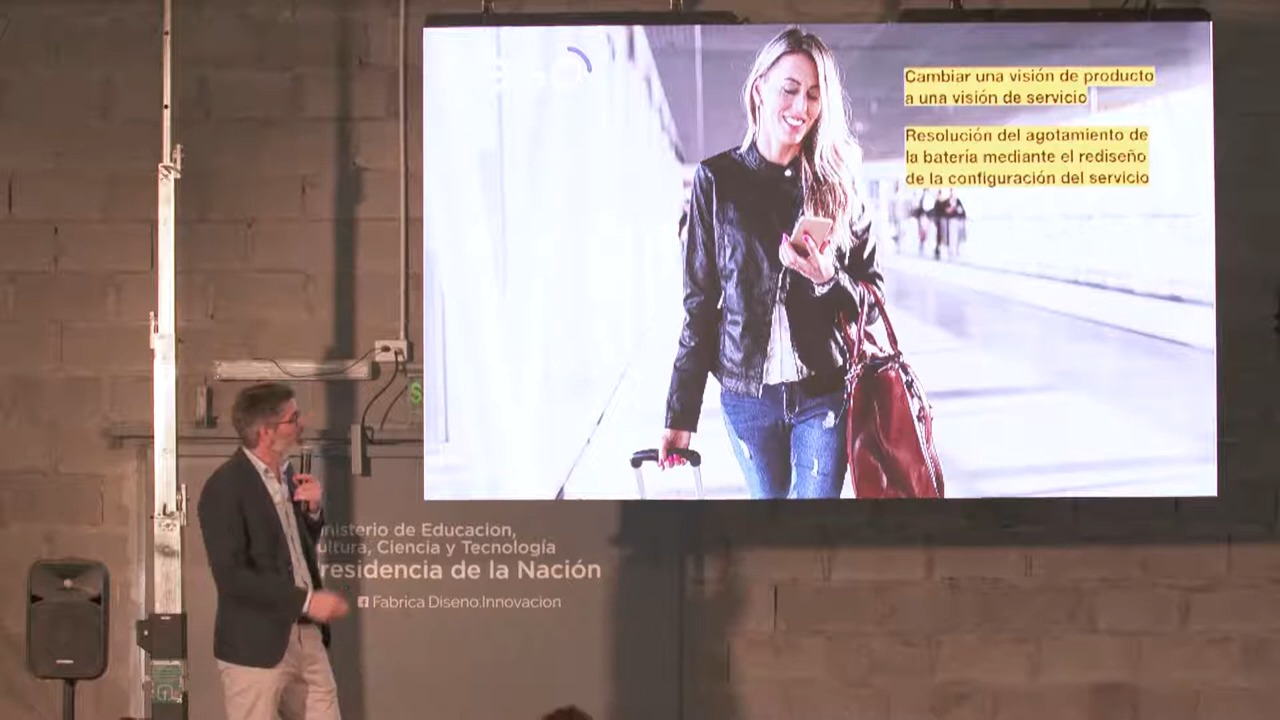 Cambiar una visión de producto
a una visión de servicio
Resolución del agotamiento de
la batería mediante el rediseño
de la configuración del servicio
nisterio de Educacion,
ultura, Ciencia y Tecnología
residencia de la Nación
Fabrica Diseno.Innovacion